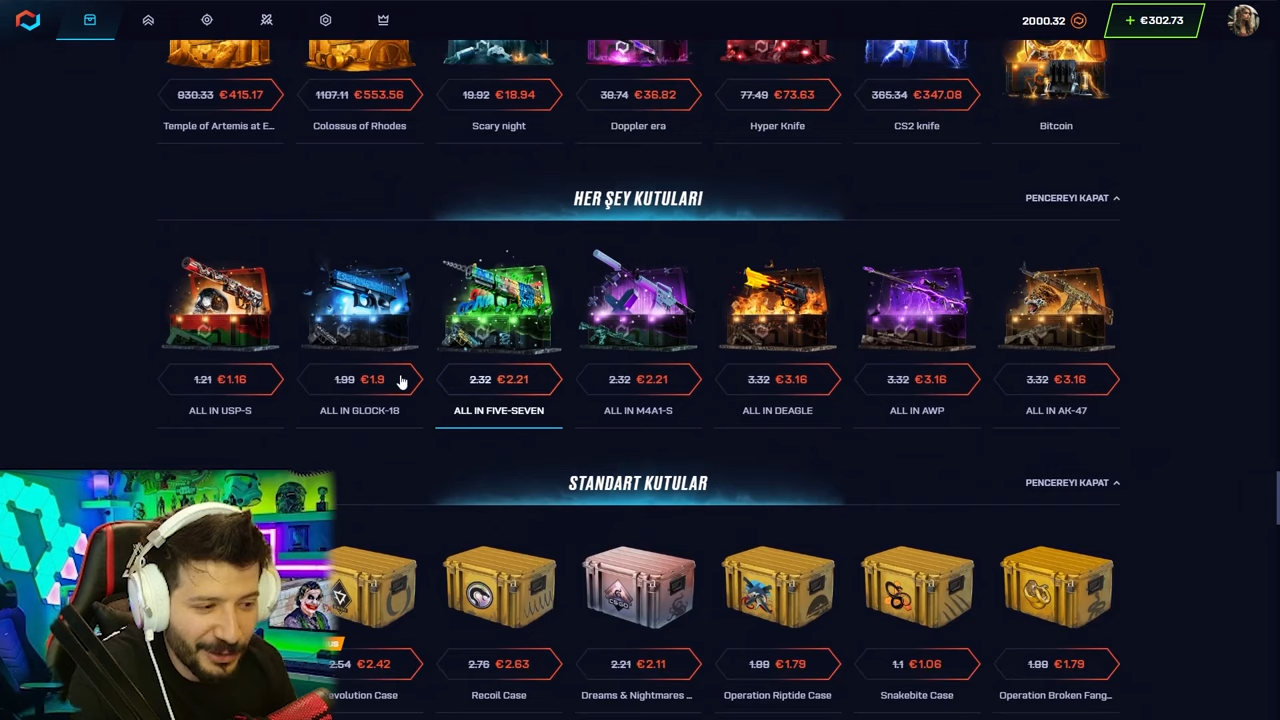 2000.32
+ €302.73
830.33 €415.17
1107.11 €553.56
19.92 €18.94
38.74 €36.82
77.49 €73.63
365.34 €347.08
Temple of Artemis at E...
Colossus of Rhodes
Scary night
Doppler era
Hyper Knife
CS2 knife
Bitcoin
HER ŞEY KUTULARI
PENCEREYI KAPAT
1.21 €1.16
1.99 €1.9
2.32 €2.21
2.32 €2.21
3.32 €3.16
3.32 €3.16
3.32 €3.16
ALL IN USP-S
ALL IN GLOCK-18
ALL IN FIVE-SEVEN
ALL IN M4A1-S
ALL IN DEAGLE
ALL IN AWP
ALL IN AK-47
STANDART KUTULAR
PENCEREYI KAPAT
2.54 €2.42
2.76 €2.63
2.21 €2.11
1.88 €1.79
1.1 €1.06
1.88 €1.79
evolution Case
Recoil Case
Dreams & Nightmares ...
Operation Riptide Case
Snakebite Case
Operation Broken Fang...